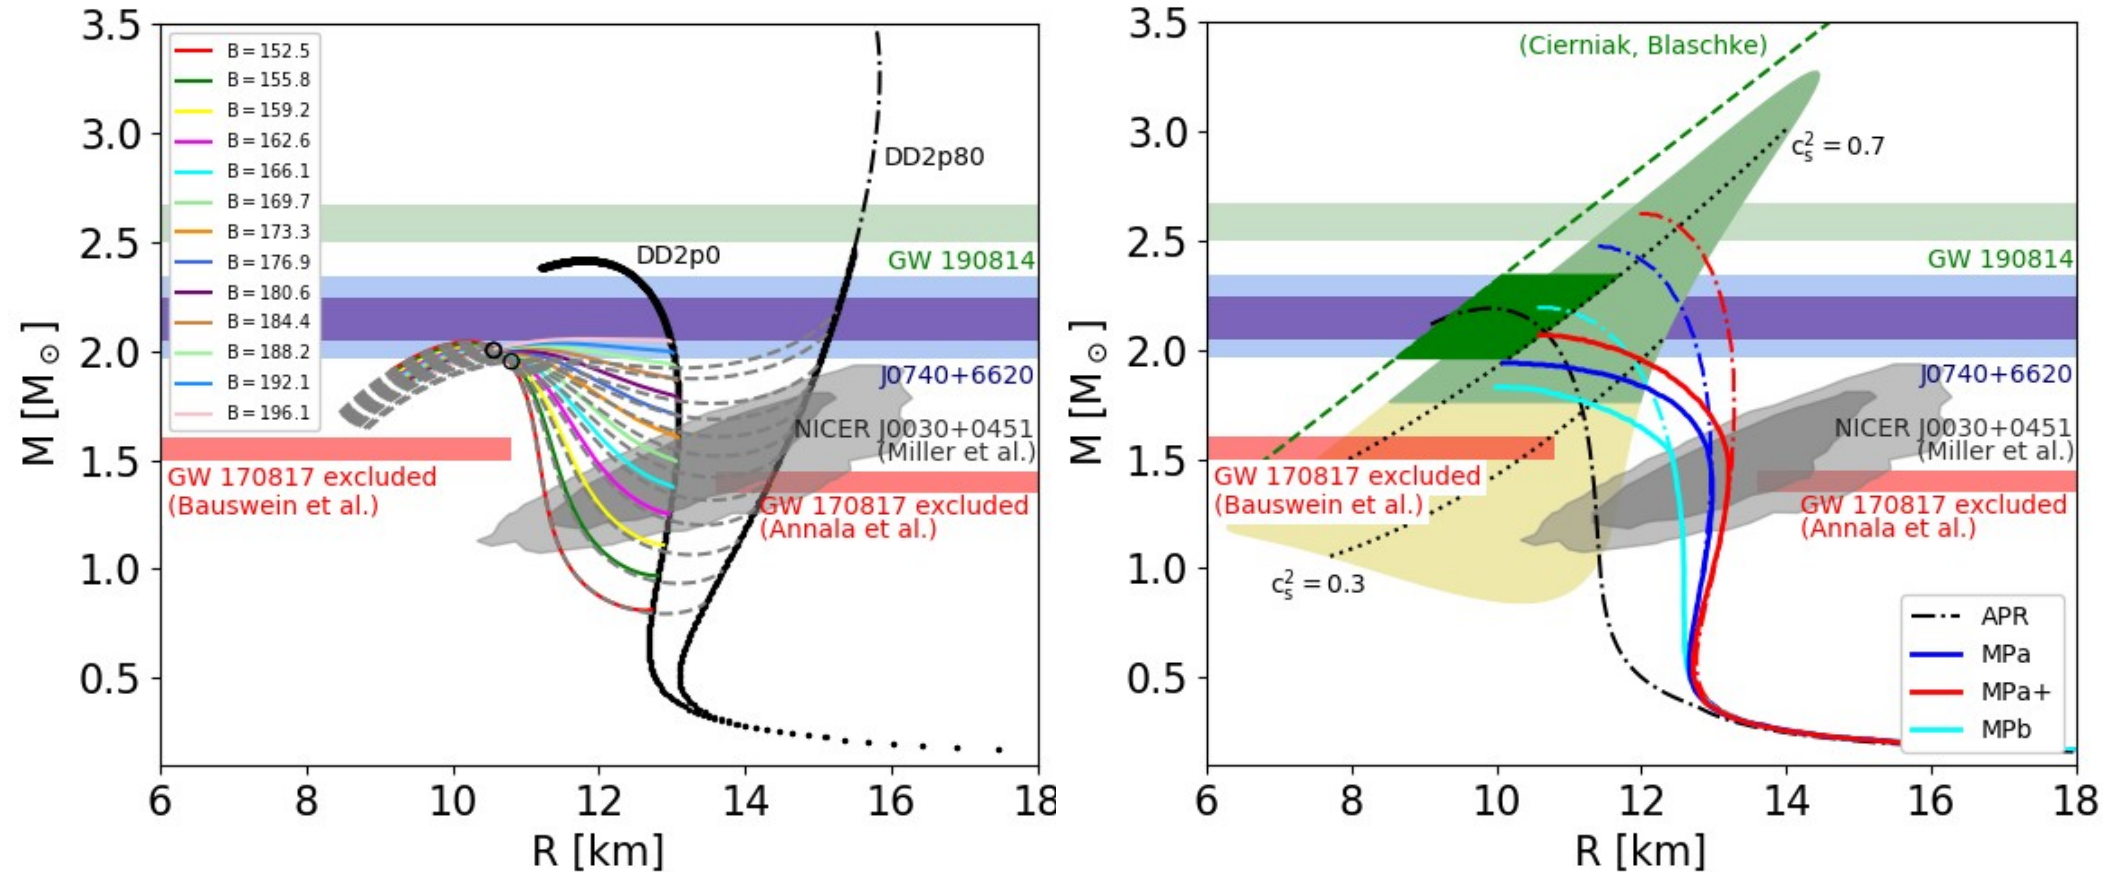 3.5
3.0
2.5
2.0
1.5
1.0
0.5
M [M⊙]
6
8
10
12
14
16
18
R [km]
B = 152.5
B = 155.8
B = 159.2
B = 162.6
B = 166.1
B = 169.7
B = 173.3
B = 176.9
B = 180.6
B = 184.4
B = 188.2
B = 192.1
B = 196.1
DD2p80
DD2p0
GW 190814
J0740+6620
NICER J0030+0451
(Miller et al.)
GW 170817 excluded
(Bauswein et al.)
GW 170817 excluded
(Annala et al.)
3.5
3.0
2.5
2.0
1.5
1.0
0.5
M [M⊙]
6
8
10
12
14
16
18
R [km]
(Cierniak, Blaschke)
c_s^2 = 0.7
GW 190814
J0740+6620
NICER J0030+0451
(Miller et al.)
GW 170817 excluded
(Bauswein et al.)
GW 170817 excluded
(Annala et al.)
c_s^2 = 0.3
APR
MPa
MPa+
MPb